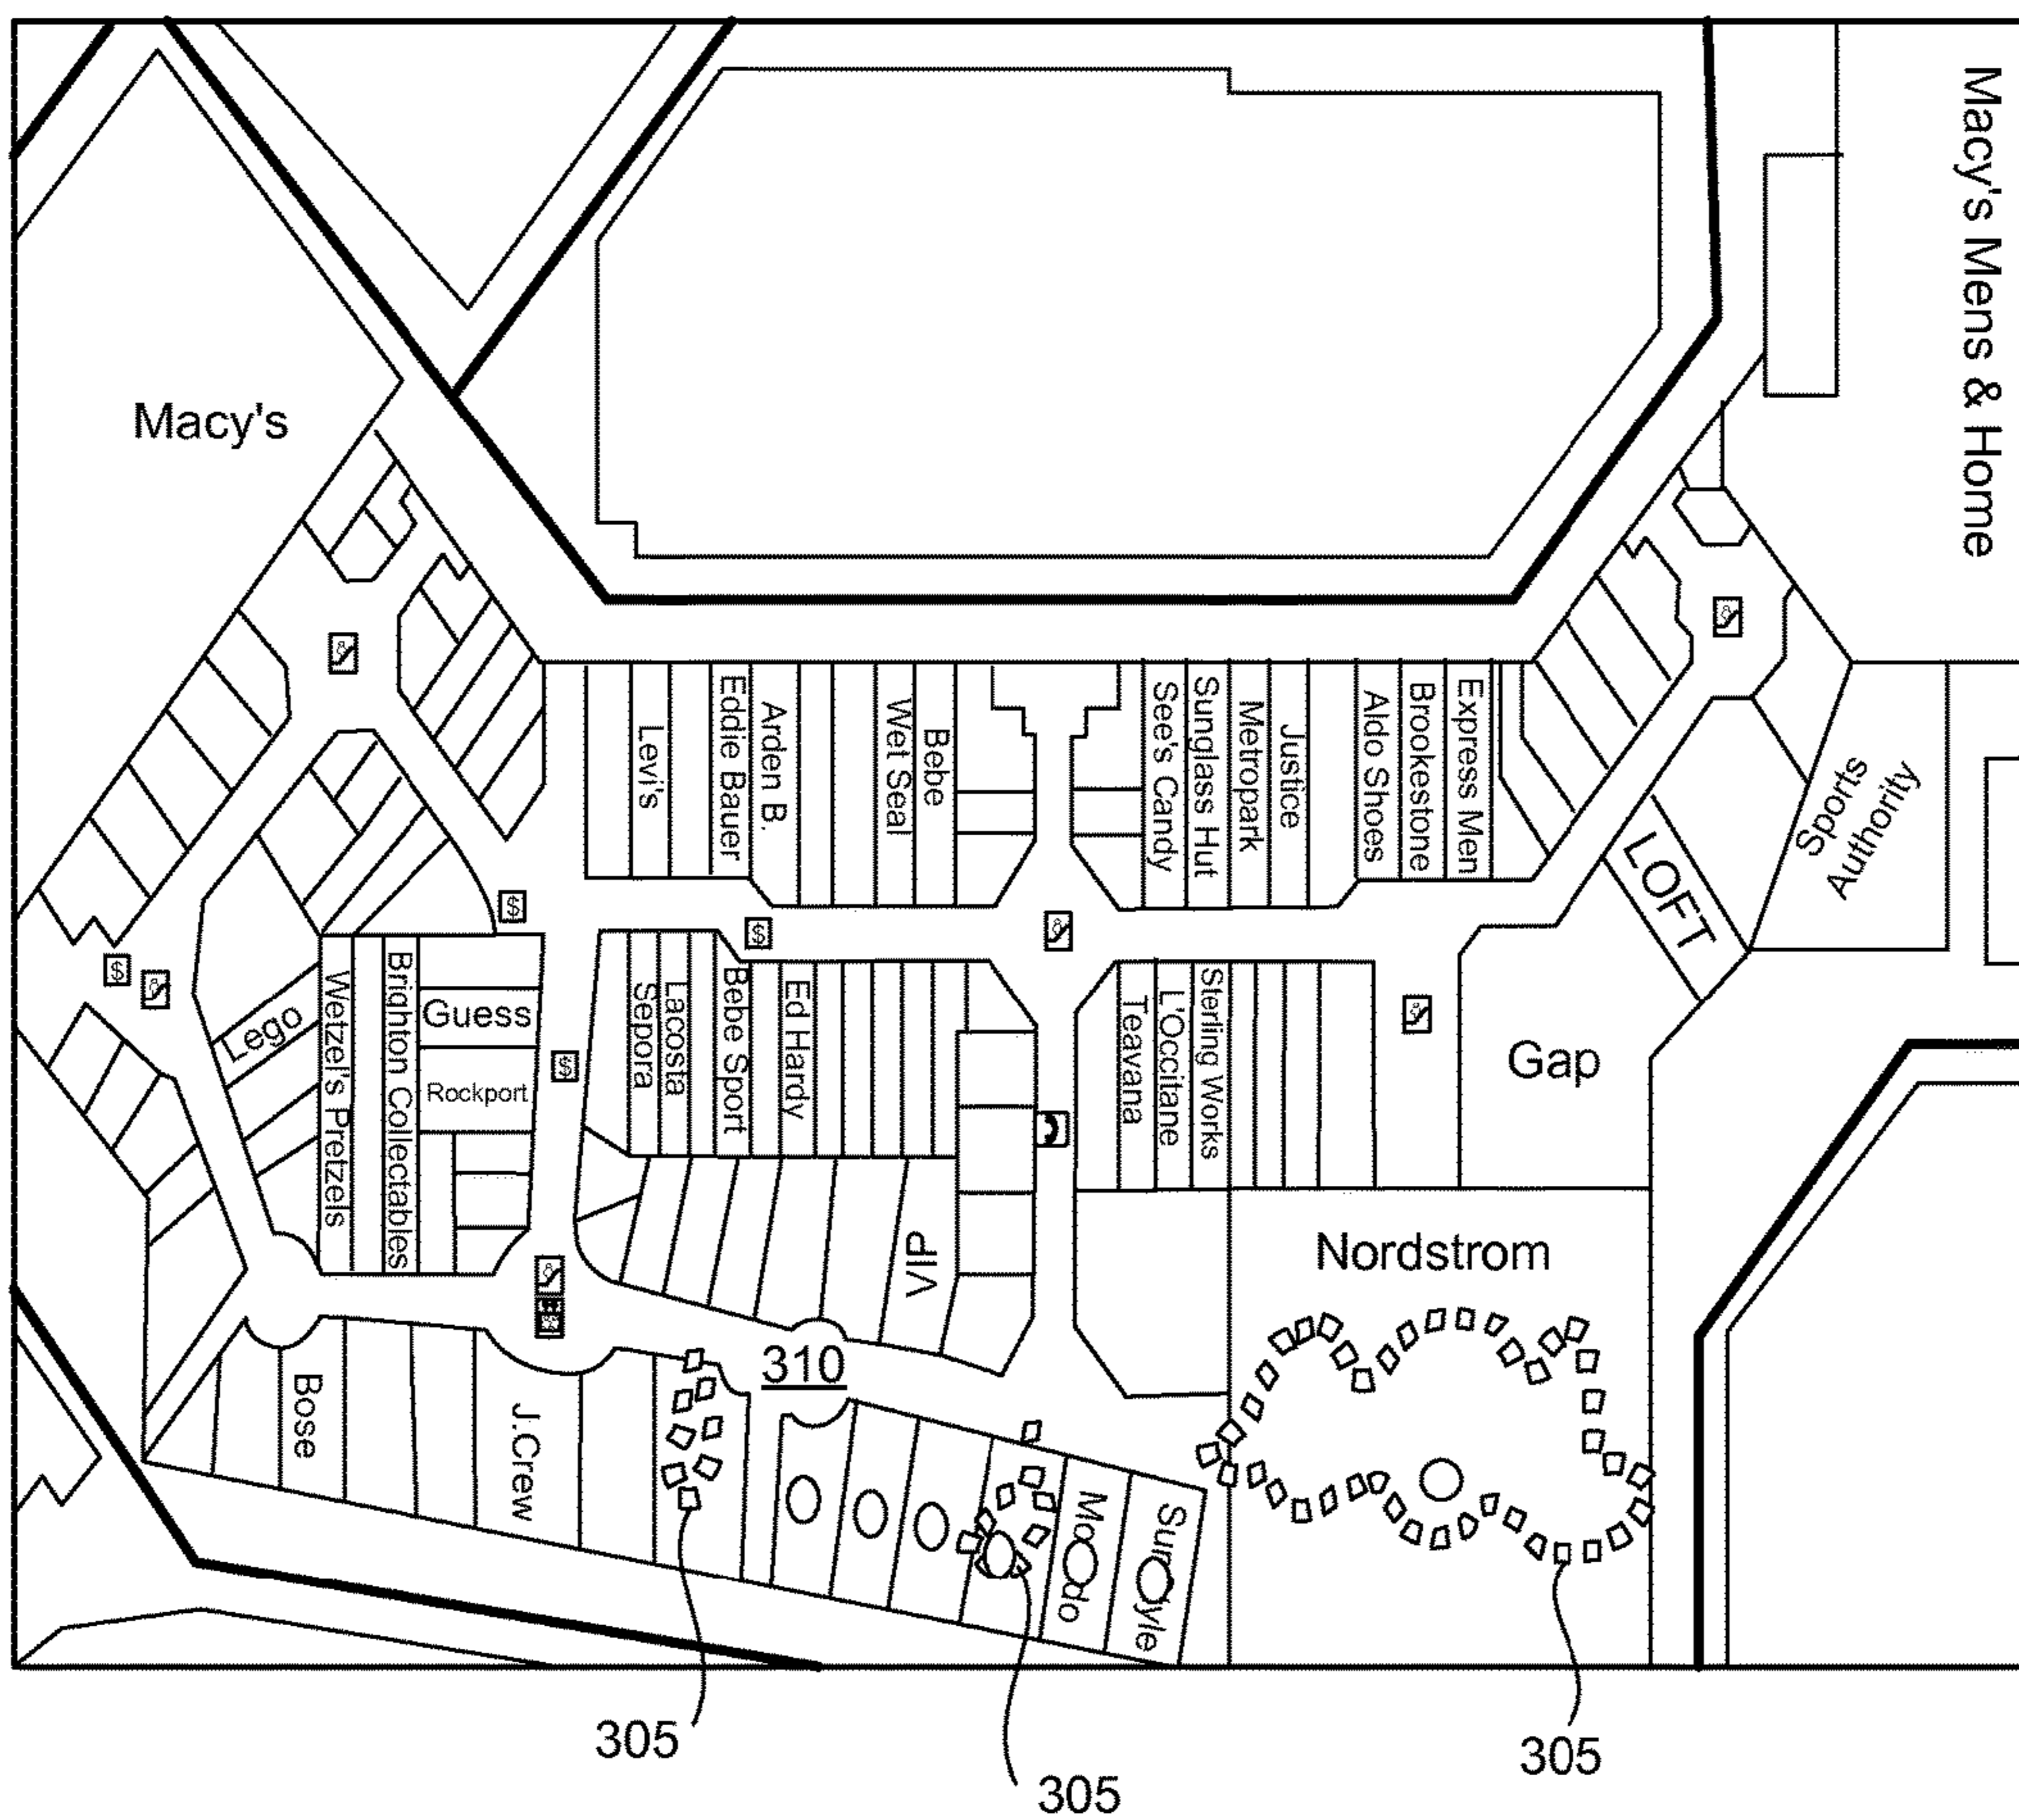 Macy's Mens & Home
Macy's
Levi's
Eddie Bauer
Arden B.
Wet Seal
Bebe
See's Candy
Sunglass Hut
Metropark
Justice
Aldo Shoes
Brookestone
Express Men
Sports
Authority
LOFT
$
$
$
$
Lego
Wetzel's Pretzels
Brighton Collectables
Guess
Rockport
Sepora
Lacosta
Bebe Sport
Ed Hardy
Teavana
L'Occitane
Sterling Works
Gap
VIP
Nordstrom
310
Bose
J.Crew
305
305
305